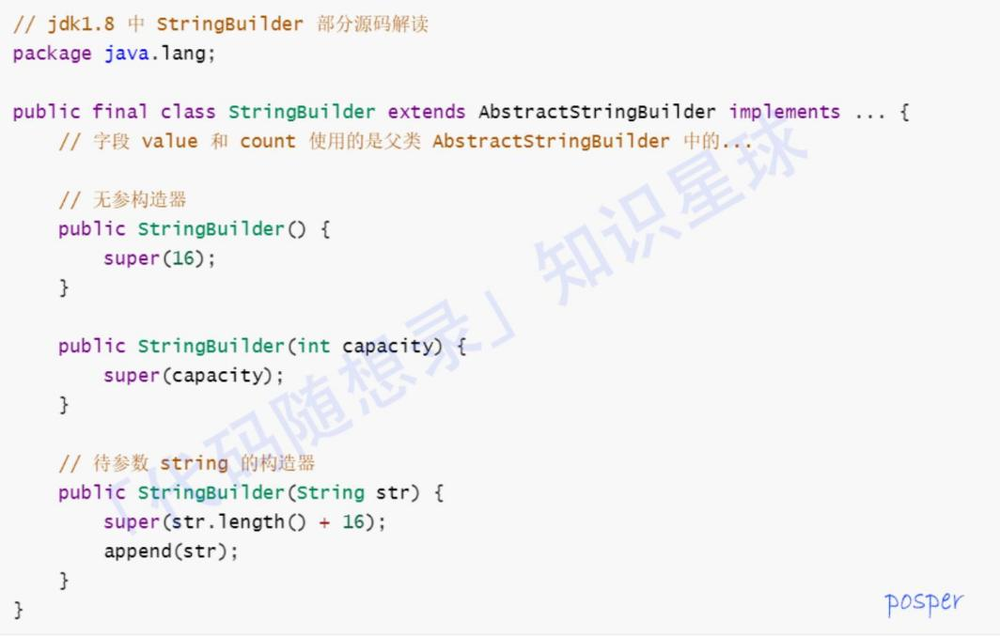 // jdk1.8 中 StringBuilder 部分源码解读
package java.lang;
public final class StringBuilder extends AbstractStringBuilder implements ... {
// 字段 value 和 count 使用的是父类 AbstractStringBuilder 中的...
// 无参构造器
public StringBuilder() {
super(16);
}
public StringBuilder(int capacity) {
super(capacity);
}
// 待参数 string 的构造器
public StringBuilder(String str) {
super(str.length() + 16);
append(str);
}
}
「代码随想录」知识星球
posper